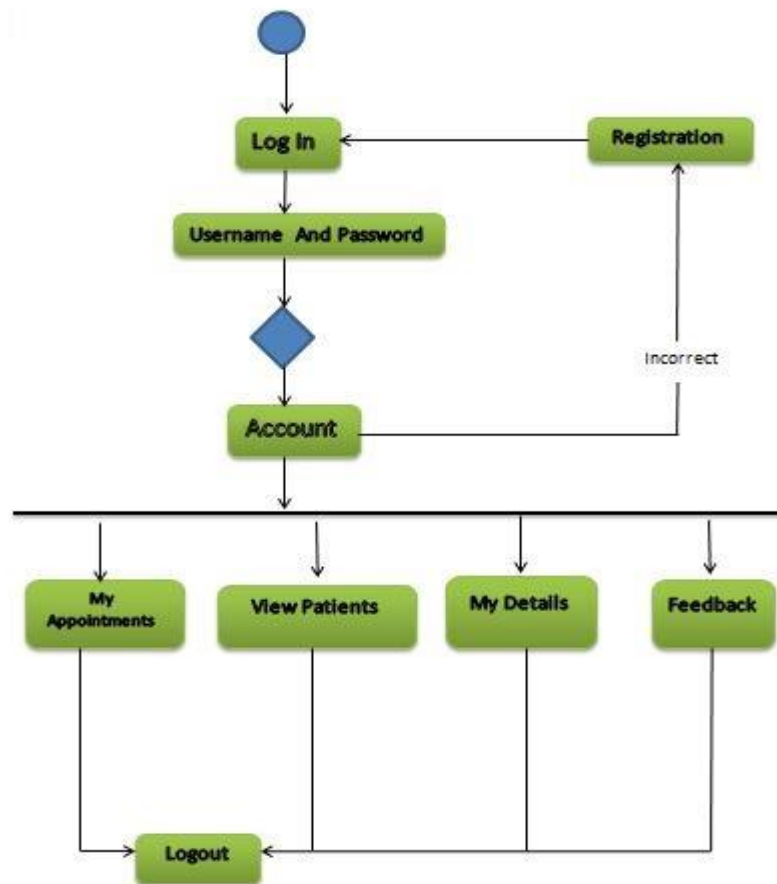 Log In
Registration
Username And Password
Incorrect
Account
My
Appointments
View Patients
My Details
Feedback
Logout